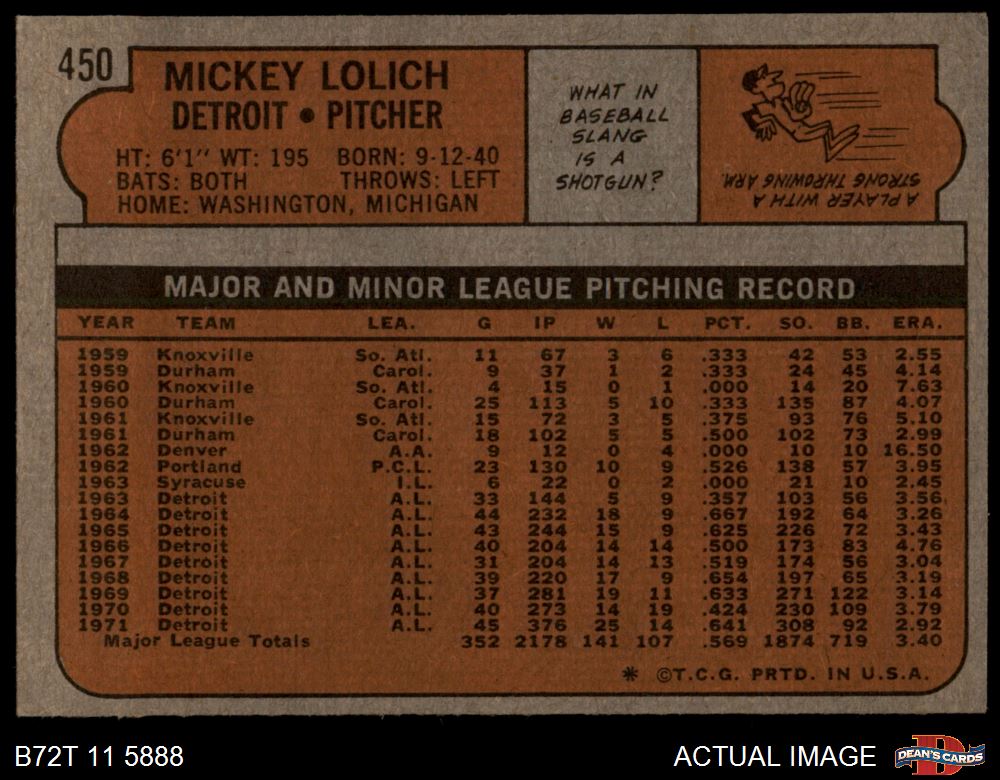 450
MICKEY LOLICH
DETROIT • PITCHER
HT: 6'1" WT: 195 BORN: 9-12-40
BATS: BOTH THROWS: LEFT
HOME: WASHINGTON, MICHIGAN
WHAT IN
BASEBALL
SLANG
IS A
SHOTGUN?
A PLAYER WITH A
STRONG THROWING ARM.
MAJOR AND MINOR LEAGUE PITCHING RECORD
YEAR TEAM LEA. G IP W L PCT. SO. BB. ERA.
1959 Knoxville So. Atl. 11 67 3 6 .333 42 53 2.55
1959 Durham Carol. 9 37 1 2 .333 24 45 4.14
1960 Knoxville So. Atl. 4 15 0 1 .000 14 20 7.63
1960 Durham Carol. 25 113 5 10 .333 135 87 4.07
1961 Knoxville So. Atl. 15 72 3 5 .375 93 76 5.10
1961 Durham Carol. 18 102 5 5 .500 102 73 2.99
1962 Denver A.A. 9 12 0 4 .000 10 10 16.50
1962 Portland P.C.L. 23 130 10 9 .526 138 57 3.95
1963 Syracuse I.L. 6 22 0 2 .000 21 10 2.45
1963 Detroit A.L. 33 144 5 9 .357 103 56 3.56
1964 Detroit A.L. 44 232 18 9 .667 192 64 3.26
1965 Detroit A.L. 43 244 15 9 .625 226 72 3.43
1966 Detroit A.L. 40 204 14 14 .500 173 83 4.76
1967 Detroit A.L. 31 204 14 13 .519 174 56 3.04
1968 Detroit A.L. 39 220 17 9 .654 197 65 3.19
1969 Detroit A.L. 37 281 19 11 .633 271 122 3.14
1970 Detroit A.L. 40 273 14 19 .424 230 109 3.79
1971 Detroit A.L. 45 376 25 14 .641 308 92 2.92
Major League Totals 352 2178 141 107 .569 1874 719 3.40
* ©T.C.G. PRTD. IN U.S.A.
B72T 11 5888
ACTUAL IMAGE
DEAN'S CARDS